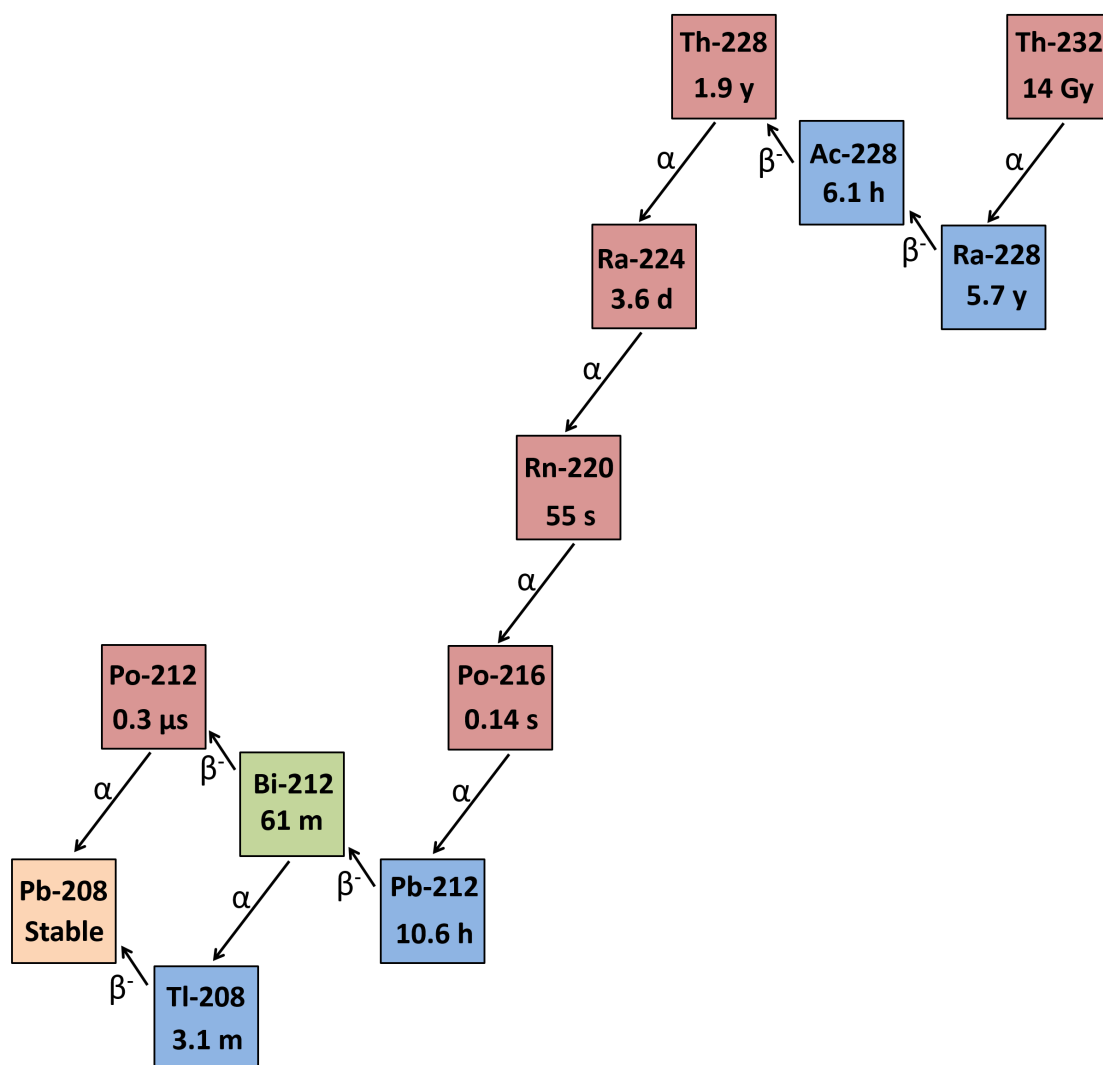 Th-228
1.9 y
Th-232
14 Gy
α
β⁻
Ac-228
6.1 h
α
β⁻
Ra-228
5.7 y
Ra-224
3.6 d
α
Rn-220
55 s
α
Po-212
0.3 µs
Po-216
0.14 s
α
β⁻
Bi-212
61 m
α
Pb-208
Stable
α
β⁻
Pb-212
10.6 h
β⁻
Tl-208
3.1 m